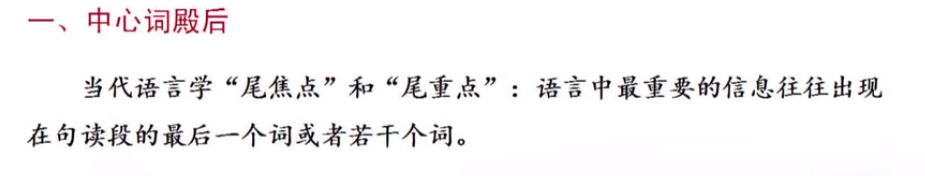 一、中心词殿后
当代语言学“尾焦点”和“尾重点”：语言中最重要的信息往往出现
在句读段的最后一个词或者若干个词。